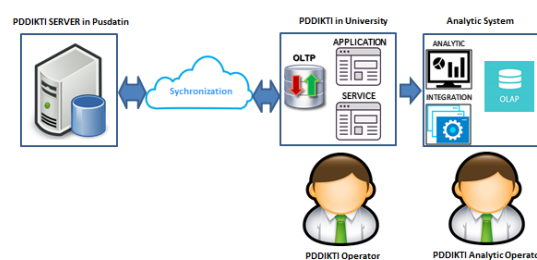 PDDIKTI SERVER in Pusdatin
PDDIKTI in University
Analytic System
Sychronization
OLTP
APPLICATION
SERVICE
ANALYTIC
INTEGRATION
OLAP
PDDIKTI Operator
PDDIKTI Analytic Operato